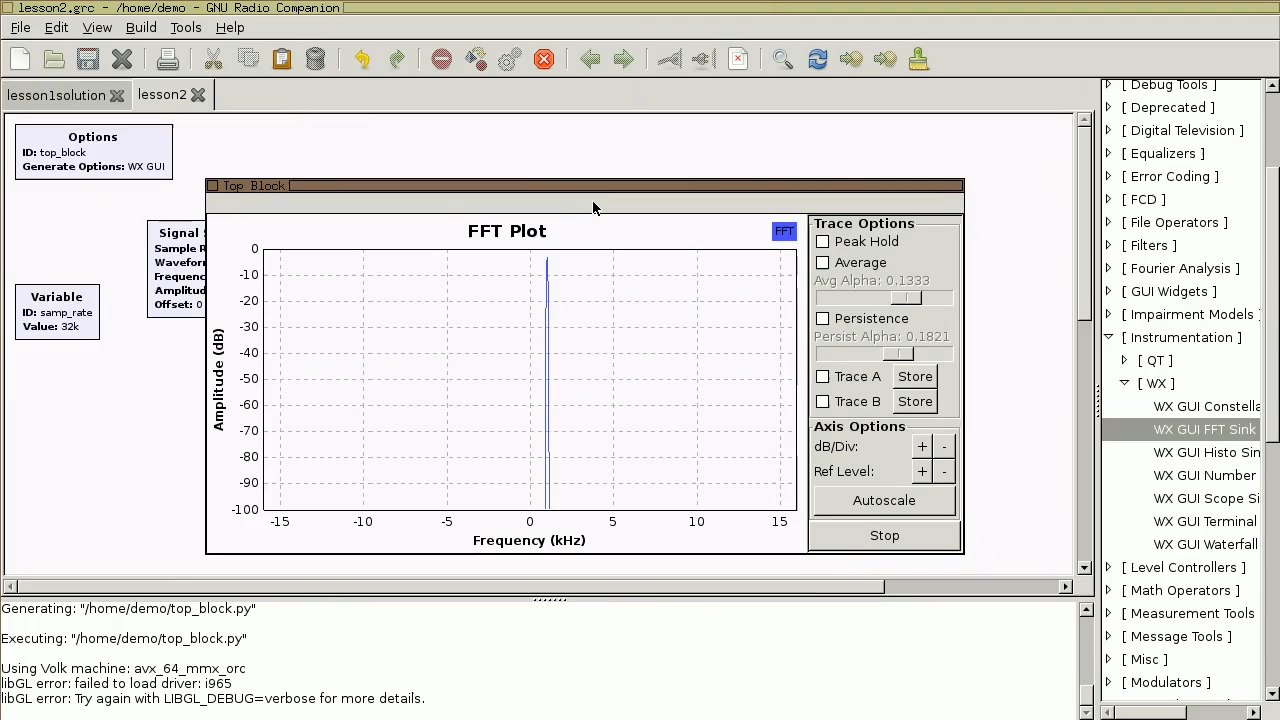 lesson2.grc - /home/demo - GNU Radio Companion
File Edit View Build Tools Help
lesson1solution
lesson2
Options
ID: top_block
Generate Options: WX GUI
Variable
ID: samp_rate
Value: 32k
Signal
Sample R
Wavefor
Frequenc
Amplitud
Offset: 0
Top Block
FFT Plot
FFT
0
-10
-20
-30
-40
-50
-60
-70
-80
-90
-100
Amplitude (dB)
-15 -10 -5 0 5 10 15
Frequency (kHz)
Trace Options
Peak Hold
Average
Avg Alpha: 0.1333
Persistence
Persist Alpha: 0.1821
Trace A Store
Trace B Store
Axis Options
dB/Div: + -
Ref Level: + -
Autoscale
Stop
[ Debug Tools ]
[ Deprecated ]
[ Digital Television ]
[ Equalizers ]
[ Error Coding ]
[ FCD ]
[ File Operators ]
[ Filters ]
[ Fourier Analysis ]
[ GUI Widgets ]
[ Impairment Models
[ Instrumentation ]
[ QT ]
[ WX ]
WX GUI Constella
WX GUI FFT Sink
WX GUI Histo Sin
WX GUI Number
WX GUI Scope Si
WX GUI Terminal
WX GUI Waterfall
[ Level Controllers ]
[ Math Operators ]
[ Measurement Tools
[ Message Tools ]
[ Misc ]
[ Modulators ]
Generating: "/home/demo/top_block.py"
Executing: "/home/demo/top_block.py"
Using Volk machine: avx_64_mmx_orc
libGL error: failed to load driver: i965
libGL error: Try again with LIBGL_DEBUG=verbose for more details.